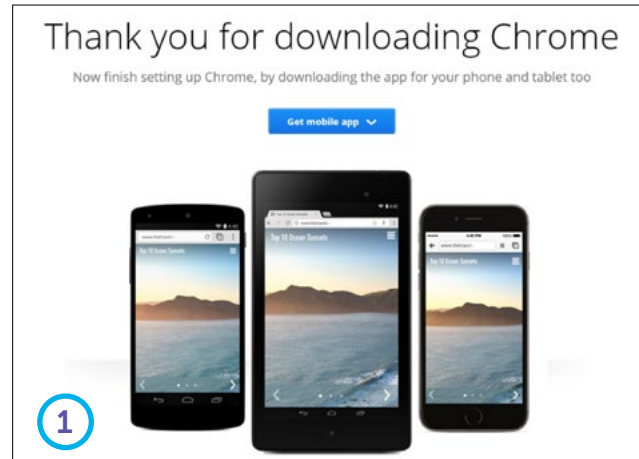 Thank you for downloading Chrome
Now finish setting up Chrome, by downloading the app for your phone and tablet too
Get mobile app
Top 10 Ocean Sunsets
Top 10 Ocean Sunsets
Top 10 Ocean Sunsets
1